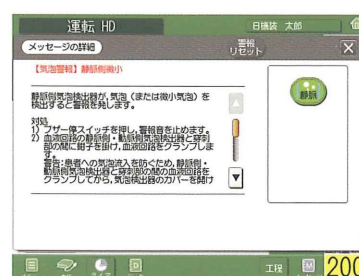 運転 HD
日機装 太郎
メッセージの詳細
警報
リセット
【気泡警報】静脈側微小
静脈側気泡検出器が、気泡（または微小気泡）を
検出すると警報を発します。
対処
1) ブザー停スイッチを押し、警報音を止めます。
2) 血液回路の静脈側・動脈側気泡検出器と穿刺
部の間に鉗子を掛け、血液回路をクランプしま
す。
警告：患者への気泡流入を防ぐため、静脈側・
動脈側気泡検出器と穿刺部の間の血液回路を
クランプしてから、気泡検出器のカバーを開け
静脈
工程
200